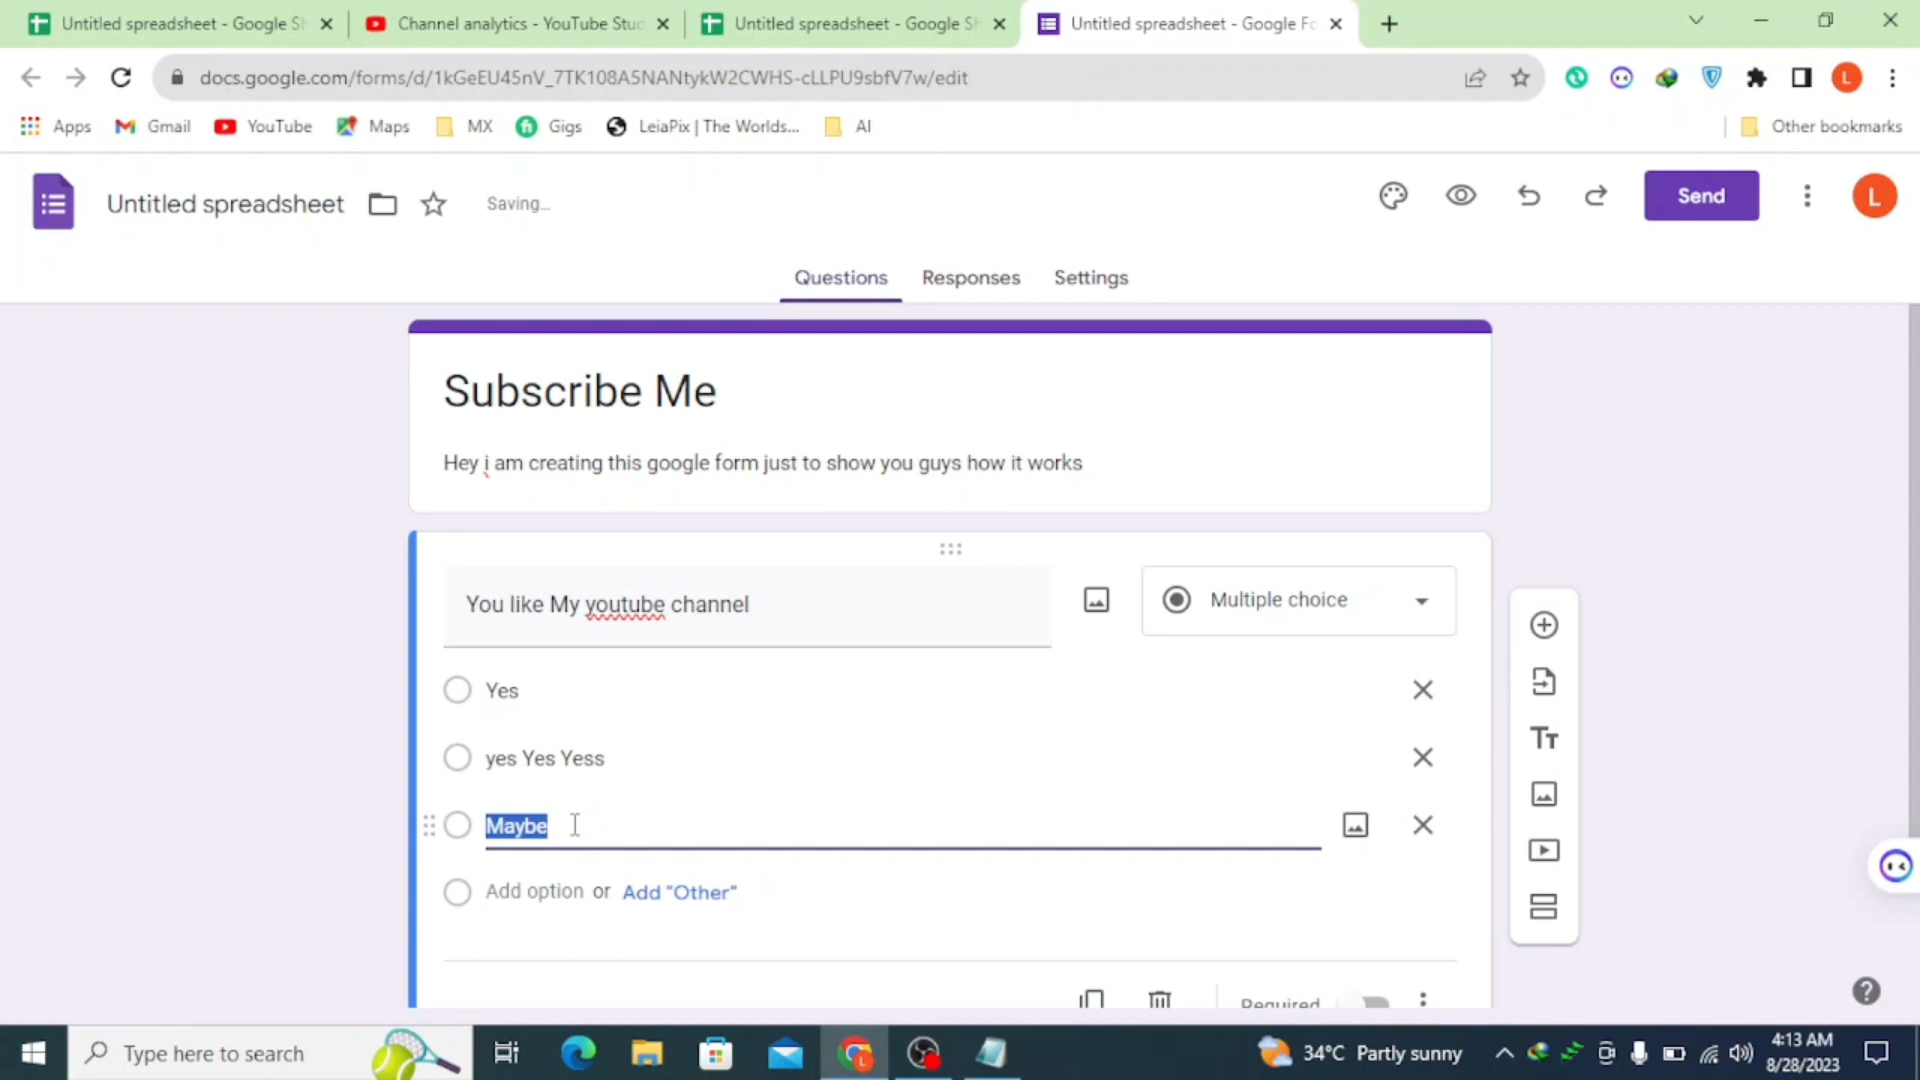 Untitled spreadsheet - Google Sh
Channel analytics - YouTube Stud
Untitled spreadsheet - Google Sh
Untitled spreadsheet - Google Fo
docs.google.com/forms/d/1kGeEU45nV_7TK108A5NANtykW2CWHS-cLLPU9sbfV7w/edit
L
Apps
Gmail
YouTube
Maps
MX
Gigs
LeiaPix | The Worlds...
AI
Other bookmarks
Untitled spreadsheet
Saving...
Send
L
Questions
Responses
Settings
Subscribe Me
Hey i am creating this google form just to show you guys how it works
You like My youtube channel
Multiple choice
Yes
yes Yes Yess
Maybe
Add option or Add "Other"
Required
Type here to search
34°C Partly sunny
4:13 AM
8/28/2023